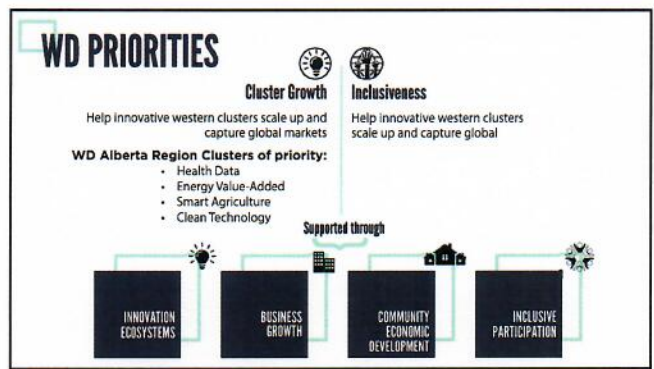 WD PRIORITIES
Cluster Growth
Help innovative western clusters scale up and
capture global markets
WD Alberta Region Clusters of priority:
• Health Data
• Energy Value-Added
• Smart Agriculture
• Clean Technology
Inclusiveness
Help innovative western clusters
scale up and capture global
Supported through
INNOVATION
ECOSYSTEMS
BUSINESS
GROWTH
COMMUNITY
ECONOMIC
DEVELOPMENT
INCLUSIVE
PARTICIPATION